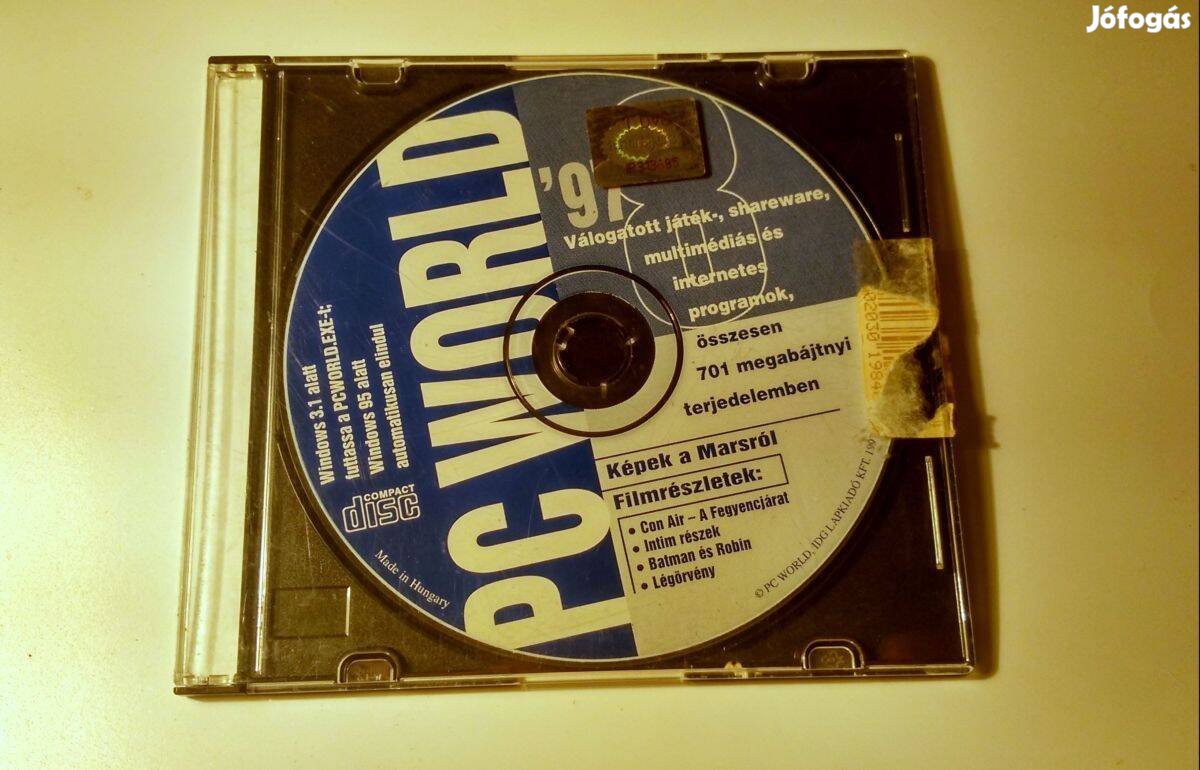 Jófogás
PC WORLD
'97
8
Válogatott játék-, shareware,
multimédiás és
internetes
programok,
összesen
701 megabájtnyi
terjedelemben
Képek a Marsról
Filmrészletek:
• Con Air – A Fegyencjárat
• Intim részek
• Batman és Robin
• Légörvény
Windows 3.1 alatt
futtassa a PCWORLD.EXE-t;
Windows 95 alatt
automatikusan elindul
COMPACT
disc
Made in Hungary
© PC WORLD, IDG LAPKIADÓ KFT.
02030 1984